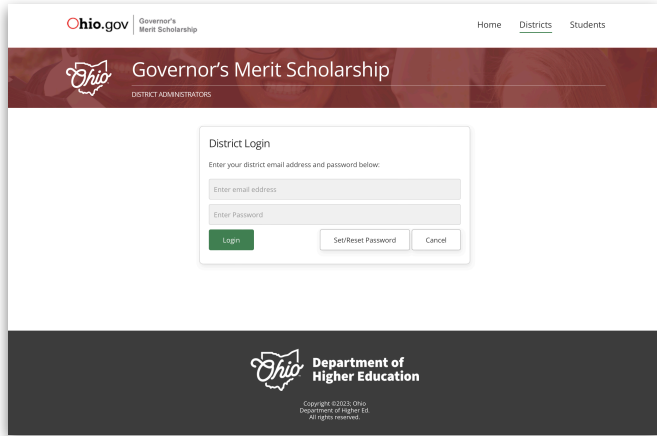 Ohio.gov
Governor's
Merit Scholarship
Home Districts Students
Ohio
Governor's Merit Scholarship
DISTRICT ADMINISTRATORS
District Login
Enter your district email address and password below:
Enter email address
Enter Password
Login
Set/Reset Password
Cancel
Ohio
Department of
Higher Education
Copyright ©2023; Ohio
Department of Higher Ed.
All rights reserved.